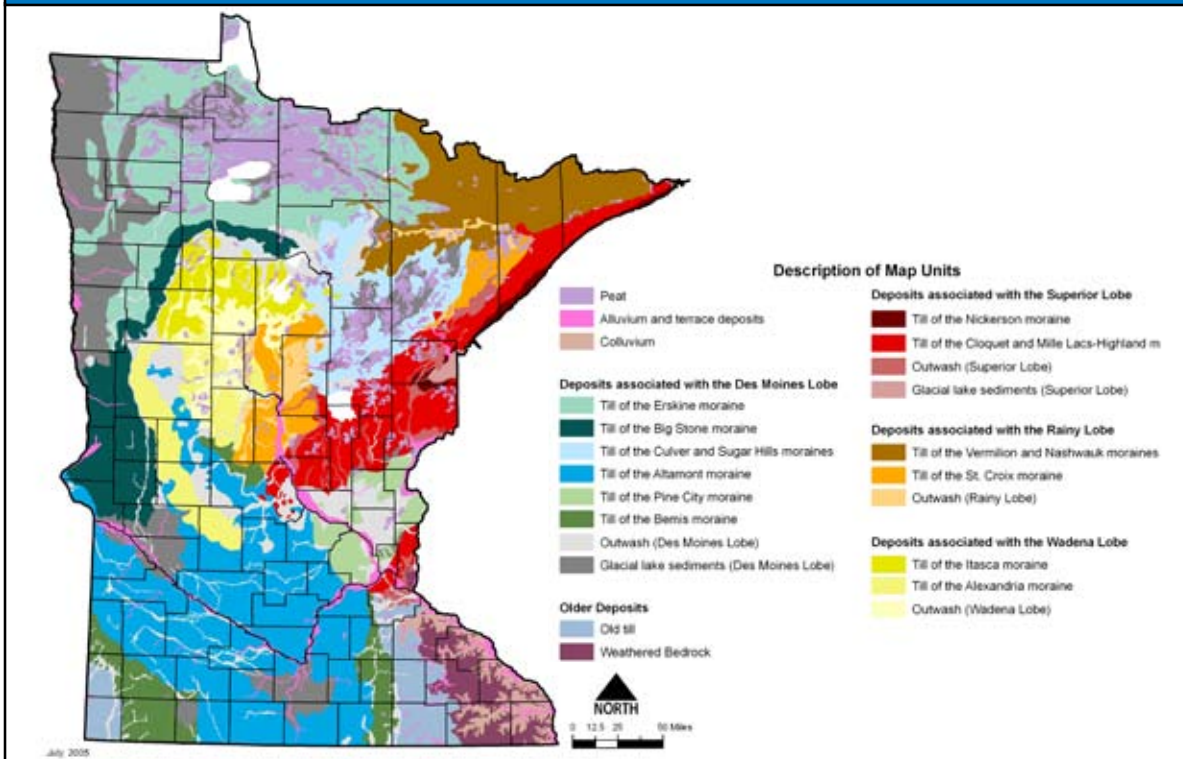 Description of Map Units
Peat
Alluvium and terrace deposits
Colluvium
Deposits associated with the Des Moines Lobe
Till of the Erskine moraine
Till of the Big Stone moraine
Till of the Culver and Sugar Hills moraines
Till of the Altamont moraine
Till of the Pine City moraine
Till of the Bemis moraine
Outwash (Des Moines Lobe)
Glacial lake sediments (Des Moines Lobe)
Older Deposits
Old till
Weathered Bedrock
Deposits associated with the Superior Lobe
Till of the Nickerson moraine
Till of the Cloquet and Mille Lacs-Highland m
Outwash (Superior Lobe)
Glacial lake sediments (Superior Lobe)
Deposits associated with the Rainy Lobe
Till of the Vermilion and Nashwauk moraines
Till of the St. Croix moraine
Outwash (Rainy Lobe)
Deposits associated with the Wadena Lobe
Till of the Itasca moraine
Till of the Alexandria moraine
Outwash (Wadena Lobe)
NORTH
0 12.5 25 50 Miles
July, 2005